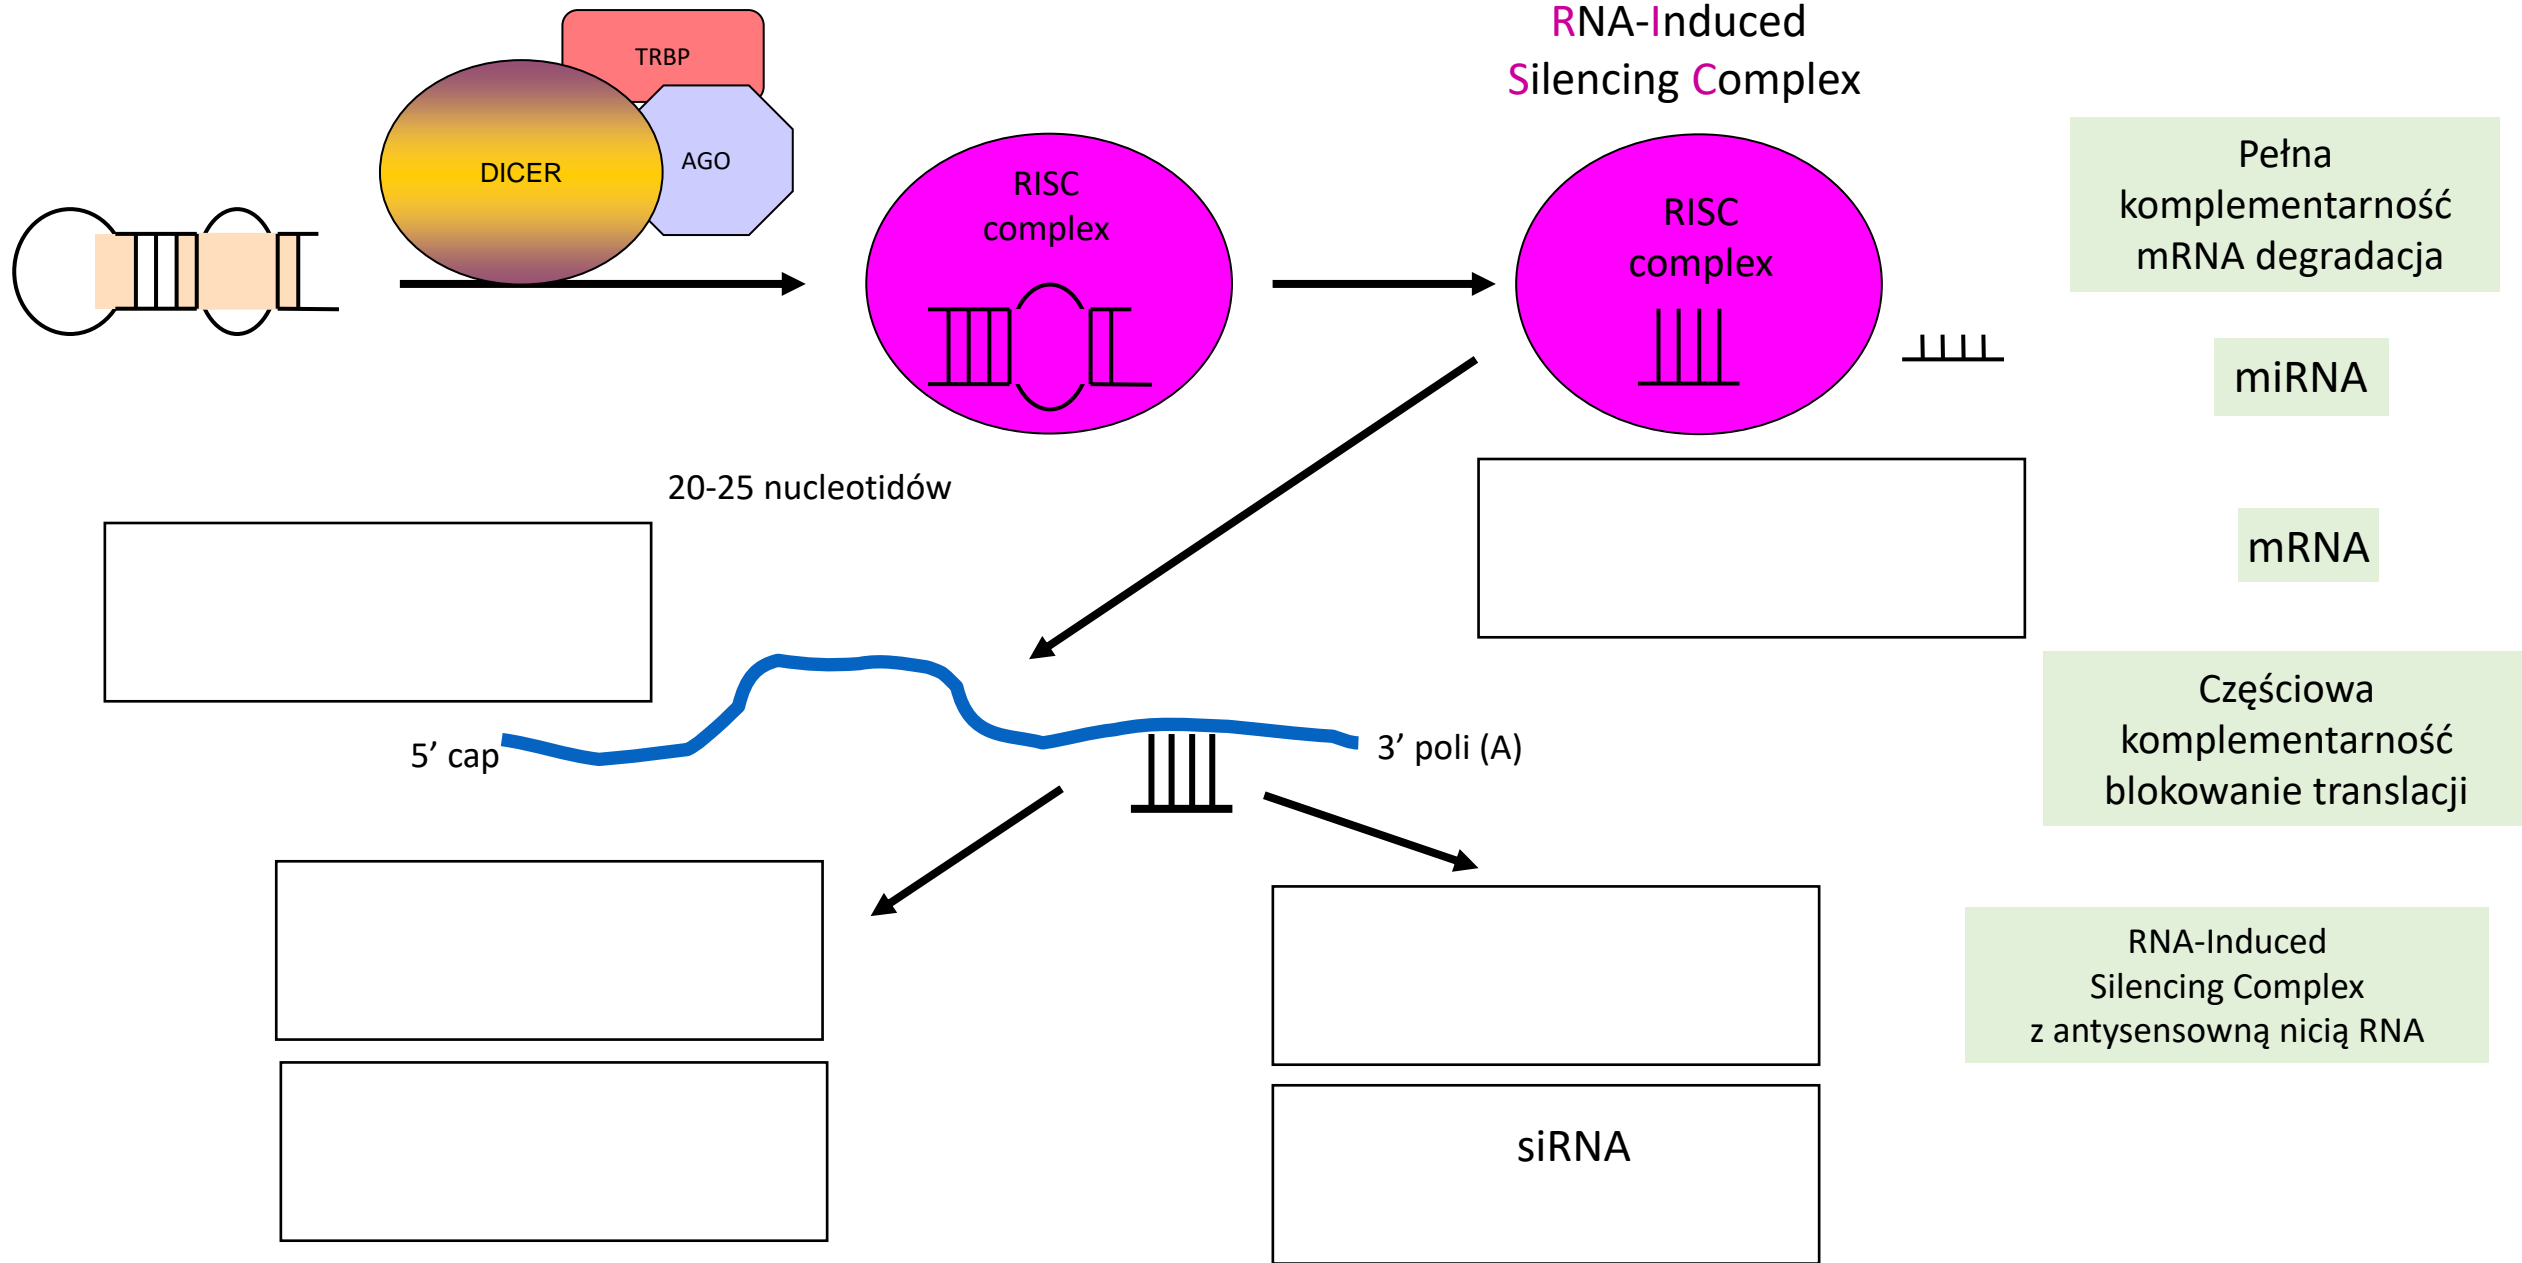 RNA-Induced
Silencing Complex
TRBP
DICER
AGO
RISC
complex
RISC
complex
Pełna
komplementarność
mRNA degradacja
miRNA
20-25 nucleotidów
mRNA
5’ cap
3’ poli (A)
Częściowa
komplementarność
blokowanie translacji
RNA-Induced
Silencing Complex
z antysensowną nicią RNA
siRNA